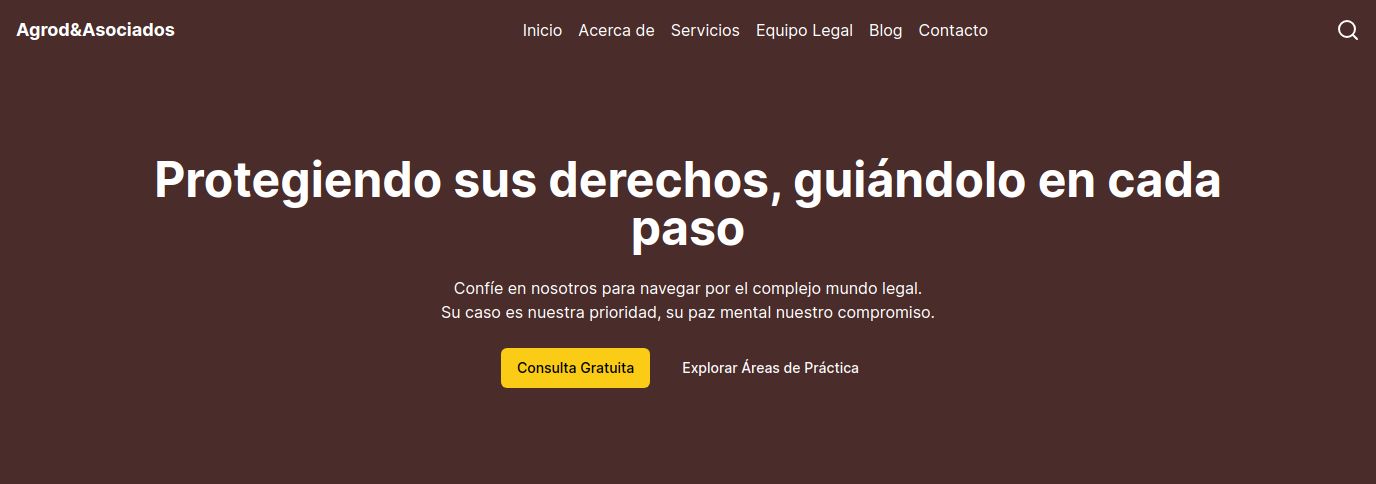 Agrod&Asociados
Inicio Acerca de Servicios Equipo Legal Blog Contacto
Protegiendo sus derechos, guiándolo en cada
paso
Confíe en nosotros para navegar por el complejo mundo legal.
Su caso es nuestra prioridad, su paz mental nuestro compromiso.
Consulta Gratuita
Explorar Áreas de Práctica